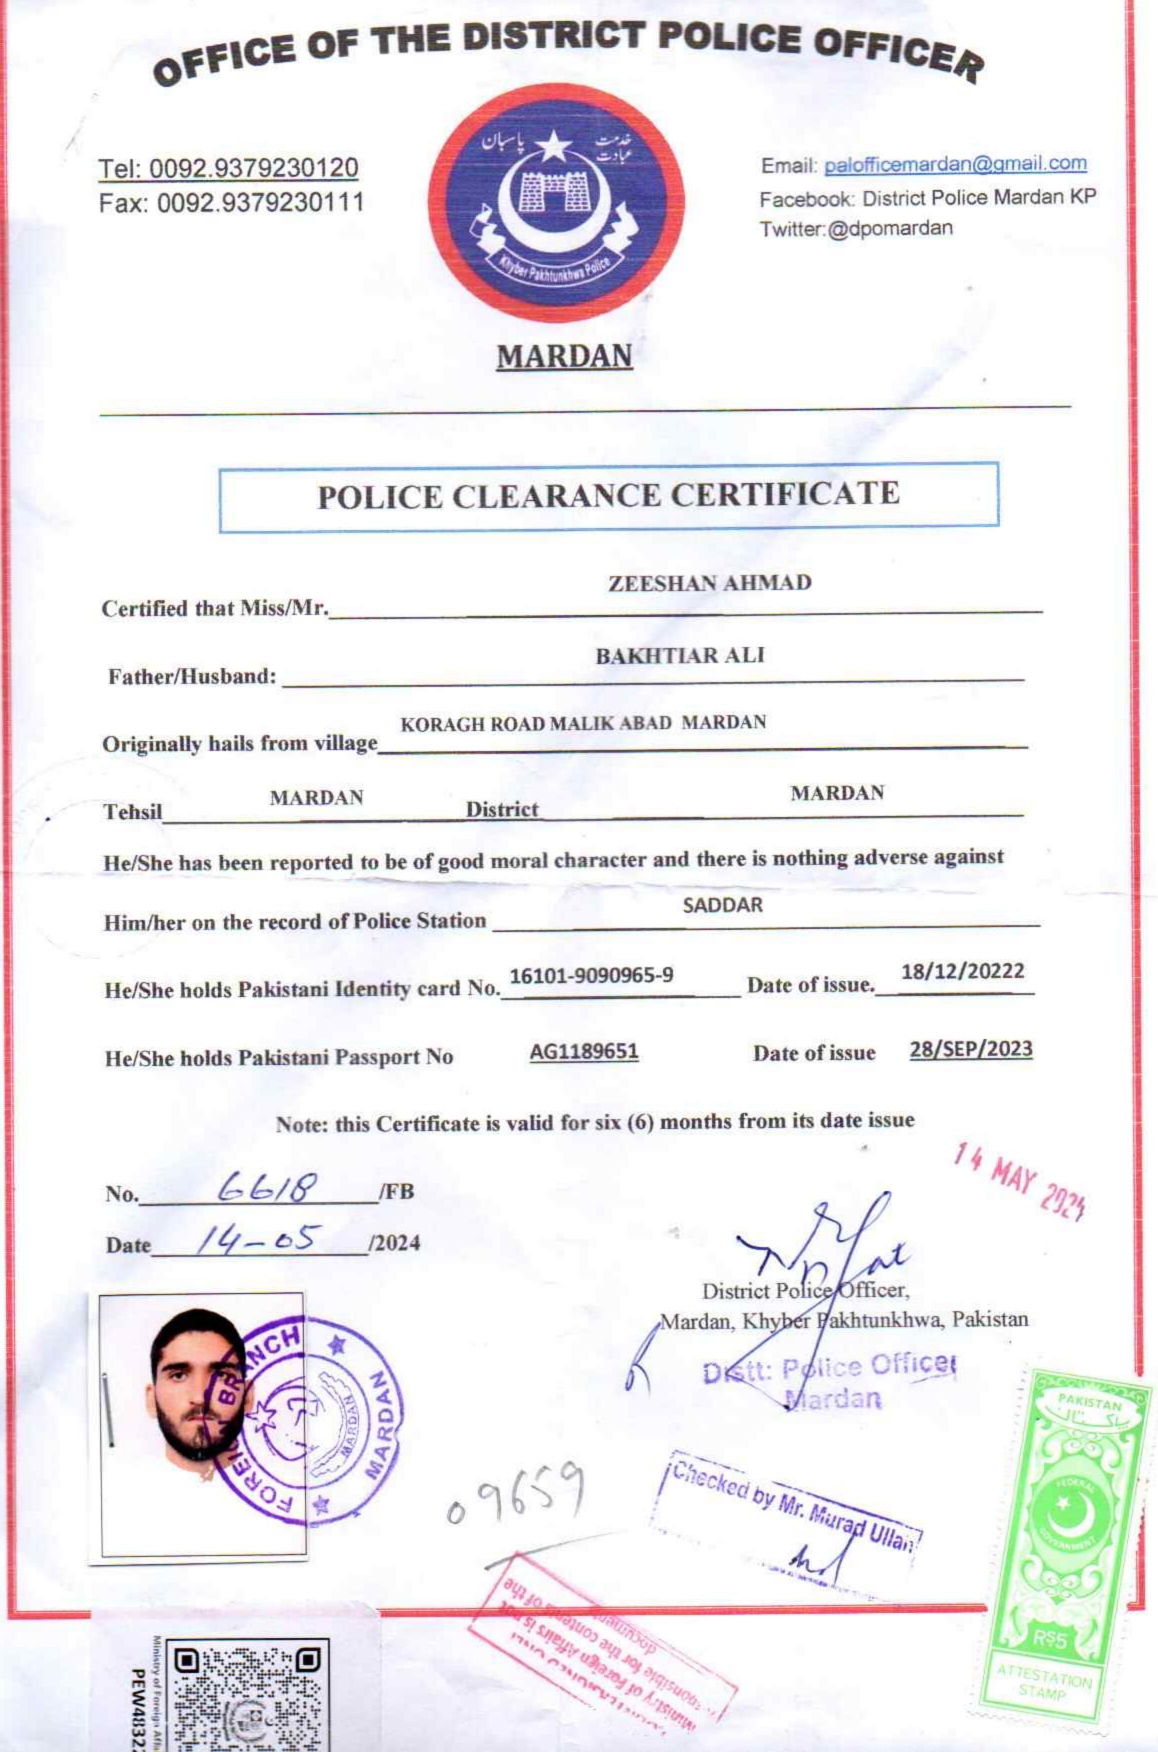 OFFICE OF THE DISTRICT POLICE OFFICER
Tel: 0092.9379230120
Fax: 0092.9379230111
پاسبان
خدمت
عبادت
Khyber Pakhtunkhwa Police
Email: palofficemardan@gmail.com
Facebook: District Police Mardan KP
Twitter:@dpomardan
MARDAN
POLICE CLEARANCE CERTIFICATE
Certified that Miss/Mr. ZEESHAN AHMAD
Father/Husband: BAKHTIAR ALI
Originally hails from village KORAGH ROAD MALIK ABAD MARDAN
Tehsil MARDAN District MARDAN
He/She has been reported to be of good moral character and there is nothing adverse against
Him/her on the record of Police Station SADDAR
He/She holds Pakistani Identity card No. 16101-9090965-9 Date of issue. 18/12/20222
He/She holds Pakistani Passport No AG1189651 Date of issue 28/SEP/2023
Note: this Certificate is valid for six (6) months from its date issue
14 MAY 2024
No. 6618 /FB
Date 14-05 /2024
District Police Officer,
Mardan, Khyber Pakhtunkhwa, Pakistan
Distt: Police Officer
Mardan
FOREIGN BRANCH
MARDAN
MARDAN
09659
Checked by Mr. Murad Ullah
PAKISTAN
پاکستان
FEDERAL
GOVERNMENT
RS5
ATTESTATION
STAMP
Ministry of Foreign Affairs is not
responsible for the contents of the
document
Ministry of Foreign
PEW4832